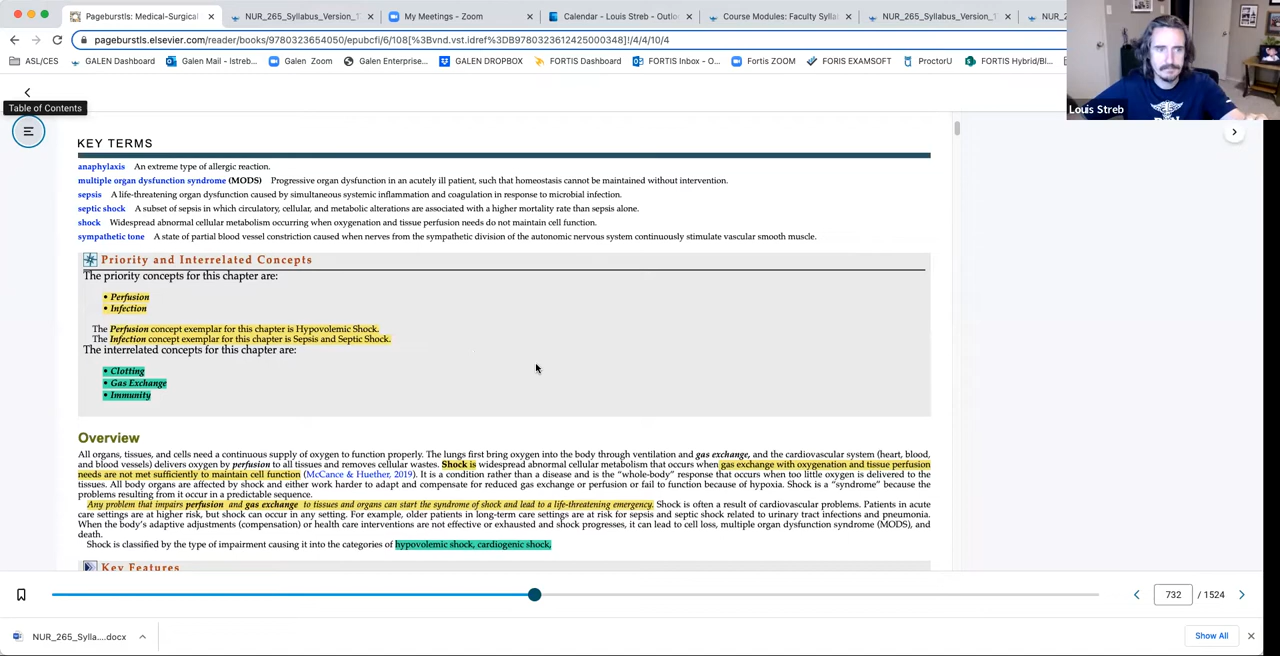 Pageburstls: Medical-Surgical
NUR_265_Syllabus_Version_1
My Meetings - Zoom
Calendar - Louis Streb - Outlo
Course Modules: Faculty Sylla
NUR_265_Syllabus_Version_1
NUR_2
pageburstls.elsevier.com/reader/books/9780323654050/epubcfi/6/108[%3Bvnd.vst.idref%3DB9780323612425000348]!/4/4/10/4
ASL/CES
GALEN Dashboard
Galen Mail - lstreb...
Galen Zoom
Galen Enterprise...
GALEN DROPBOX
FORTIS Dashboard
FORTIS Inbox - O...
Fortis ZOOM
FORIS EXAMSOFT
ProctorU
FORTIS Hybrid/Bl...
Louis Streb
Table of Contents
KEY TERMS
anaphylaxis An extreme type of allergic reaction.
multiple organ dysfunction syndrome (MODS) Progressive organ dysfunction in an acutely ill patient, such that homeostasis cannot be maintained without intervention.
sepsis A life-threatening organ dysfunction caused by simultaneous systemic inflammation and coagulation in response to microbial infection.
septic shock A subset of sepsis in which circulatory, cellular, and metabolic alterations are associated with a higher mortality rate than sepsis alone.
shock Widespread abnormal cellular metabolism occurring when oxygenation and tissue perfusion needs do not maintain cell function.
sympathetic tone A state of partial blood vessel constriction caused when nerves from the sympathetic division of the autonomic nervous system continuously stimulate vascular smooth muscle.
Priority and Interrelated Concepts
The priority concepts for this chapter are:
• Perfusion
• Infection
The Perfusion concept exemplar for this chapter is Hypovolemic Shock.
The Infection concept exemplar for this chapter is Sepsis and Septic Shock.
The interrelated concepts for this chapter are:
• Clotting
• Gas Exchange
• Immunity
Overview
All organs, tissues, and cells need a continuous supply of oxygen to function properly. The lungs first bring oxygen into the body through ventilation and gas exchange, and the cardiovascular system (heart, blood,
and blood vessels) delivers oxygen by perfusion to all tissues and removes cellular wastes. Shock is widespread abnormal cellular metabolism that occurs when gas exchange with oxygenation and tissue perfusion
needs are not met sufficiently to maintain cell function (McCance & Huether, 2019). It is a condition rather than a disease and is the "whole-body" response that occurs when too little oxygen is delivered to the
tissues. All body organs are affected by shock and either work harder to adapt and compensate for reduced gas exchange or perfusion or fail to function because of hypoxia. Shock is a "syndrome" because the
problems resulting from it occur in a predictable sequence.
Any problem that impairs perfusion and gas exchange to tissues and organs can start the syndrome of shock and lead to a life-threatening emergency. Shock is often a result of cardiovascular problems. Patients in acute
care settings are at higher risk, but shock can occur in any setting. For example, older patients in long-term care settings are at risk for sepsis and septic shock related to urinary tract infections and pneumonia.
When the body's adaptive adjustments (compensation) or health care interventions are not effective or exhausted and shock progresses, it can lead to cell loss, multiple organ dysfunction syndrome (MODS), and
death.
Shock is classified by the type of impairment causing it into the categories of hypovolemic shock, cardiogenic shock,
Key Features
732 / 1524
NUR_265_Sylla....docx
Show All